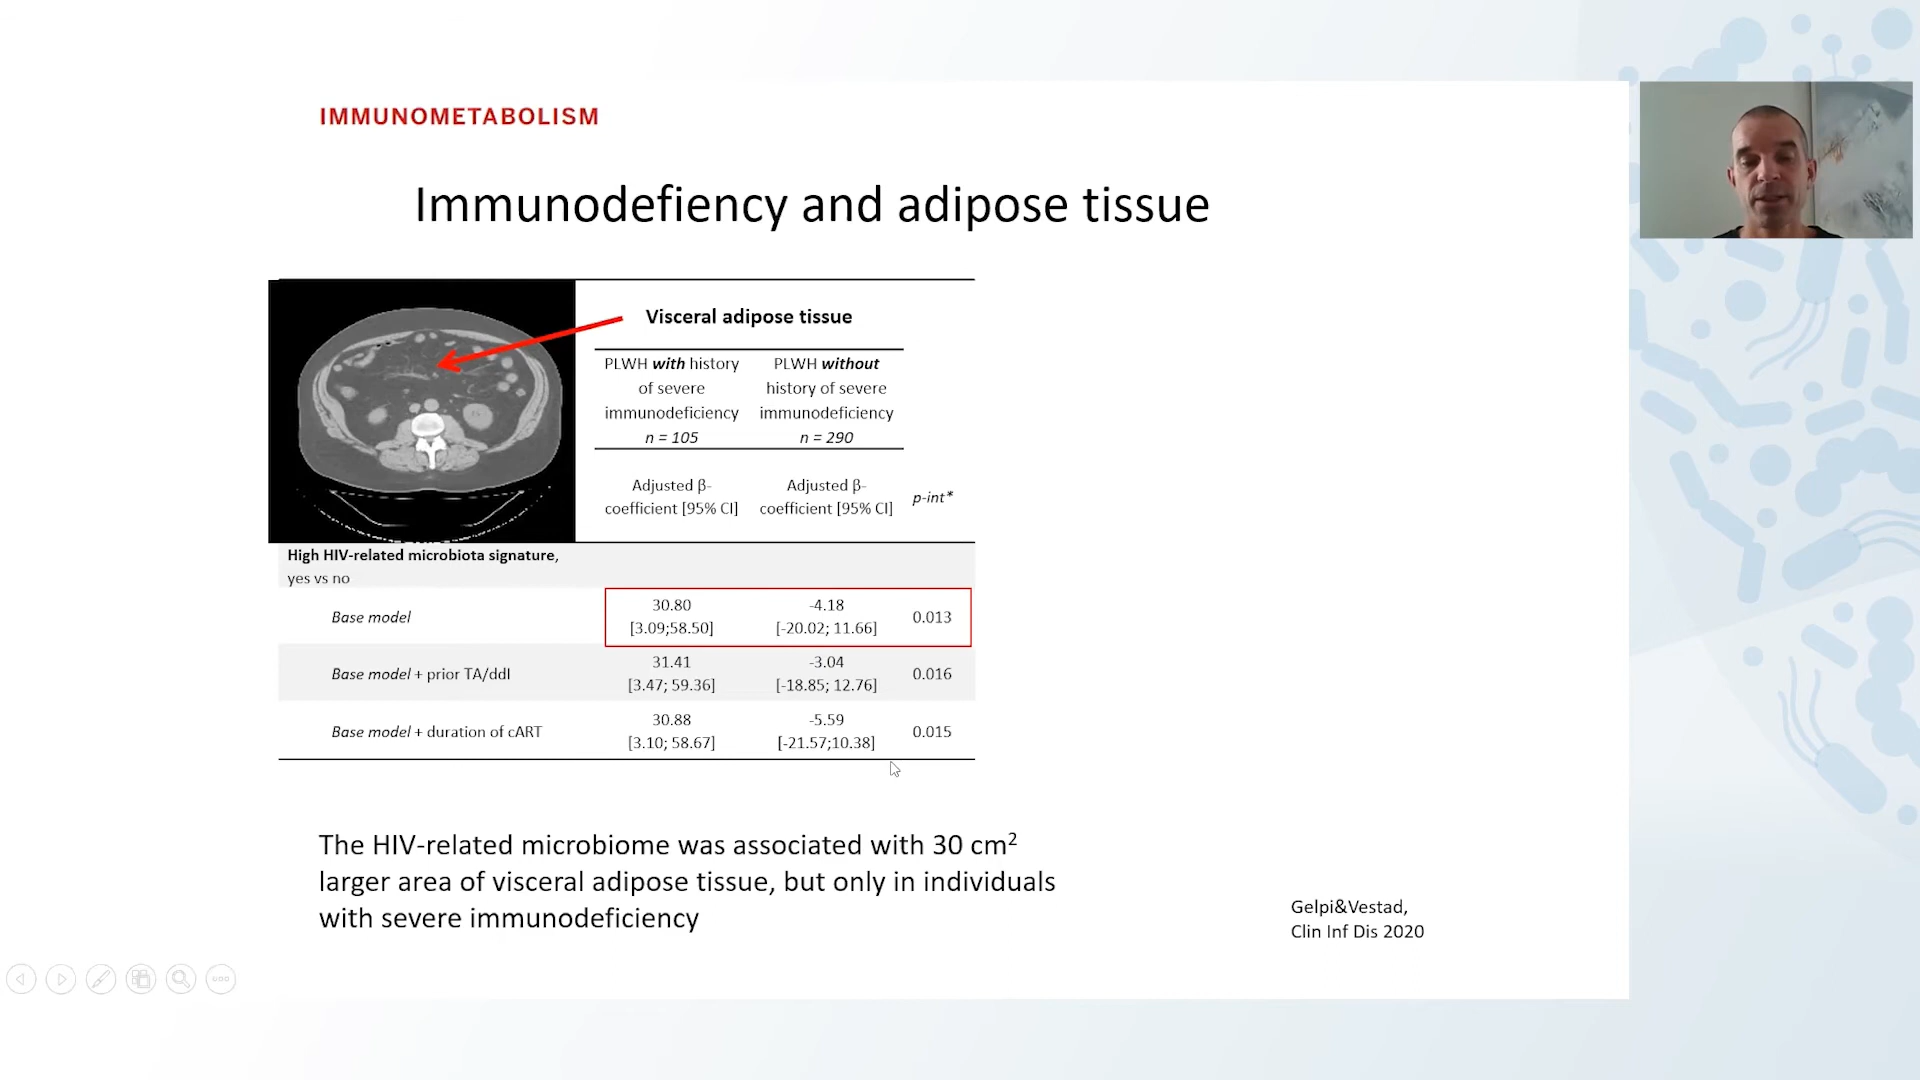 IMMUNOMETABOLISM
Immunodefiency and adipose tissue
Visceral adipose tissue
PLWH with history
of severe
immunodeficiency
n = 105
PLWH without
history of severe
immunodeficiency
n = 290
Adjusted β-
coefficient [95% CI]
Adjusted β-
coefficient [95% CI]
p-int*
High HIV-related microbiota signature,
yes vs no
Base model
30.80
[3.09;58.50]
-4.18
[-20.02; 11.66]
0.013
Base model + prior TA/ddI
31.41
[3.47; 59.36]
-3.04
[-18.85; 12.76]
0.016
Base model + duration of cART
30.88
[3.10; 58.67]
-5.59
[-21.57;10.38]
0.015
The HIV-related microbiome was associated with 30 cm²
larger area of visceral adipose tissue, but only in individuals
with severe immunodeficiency
Gelpi&Vestad,
Clin Inf Dis 2020